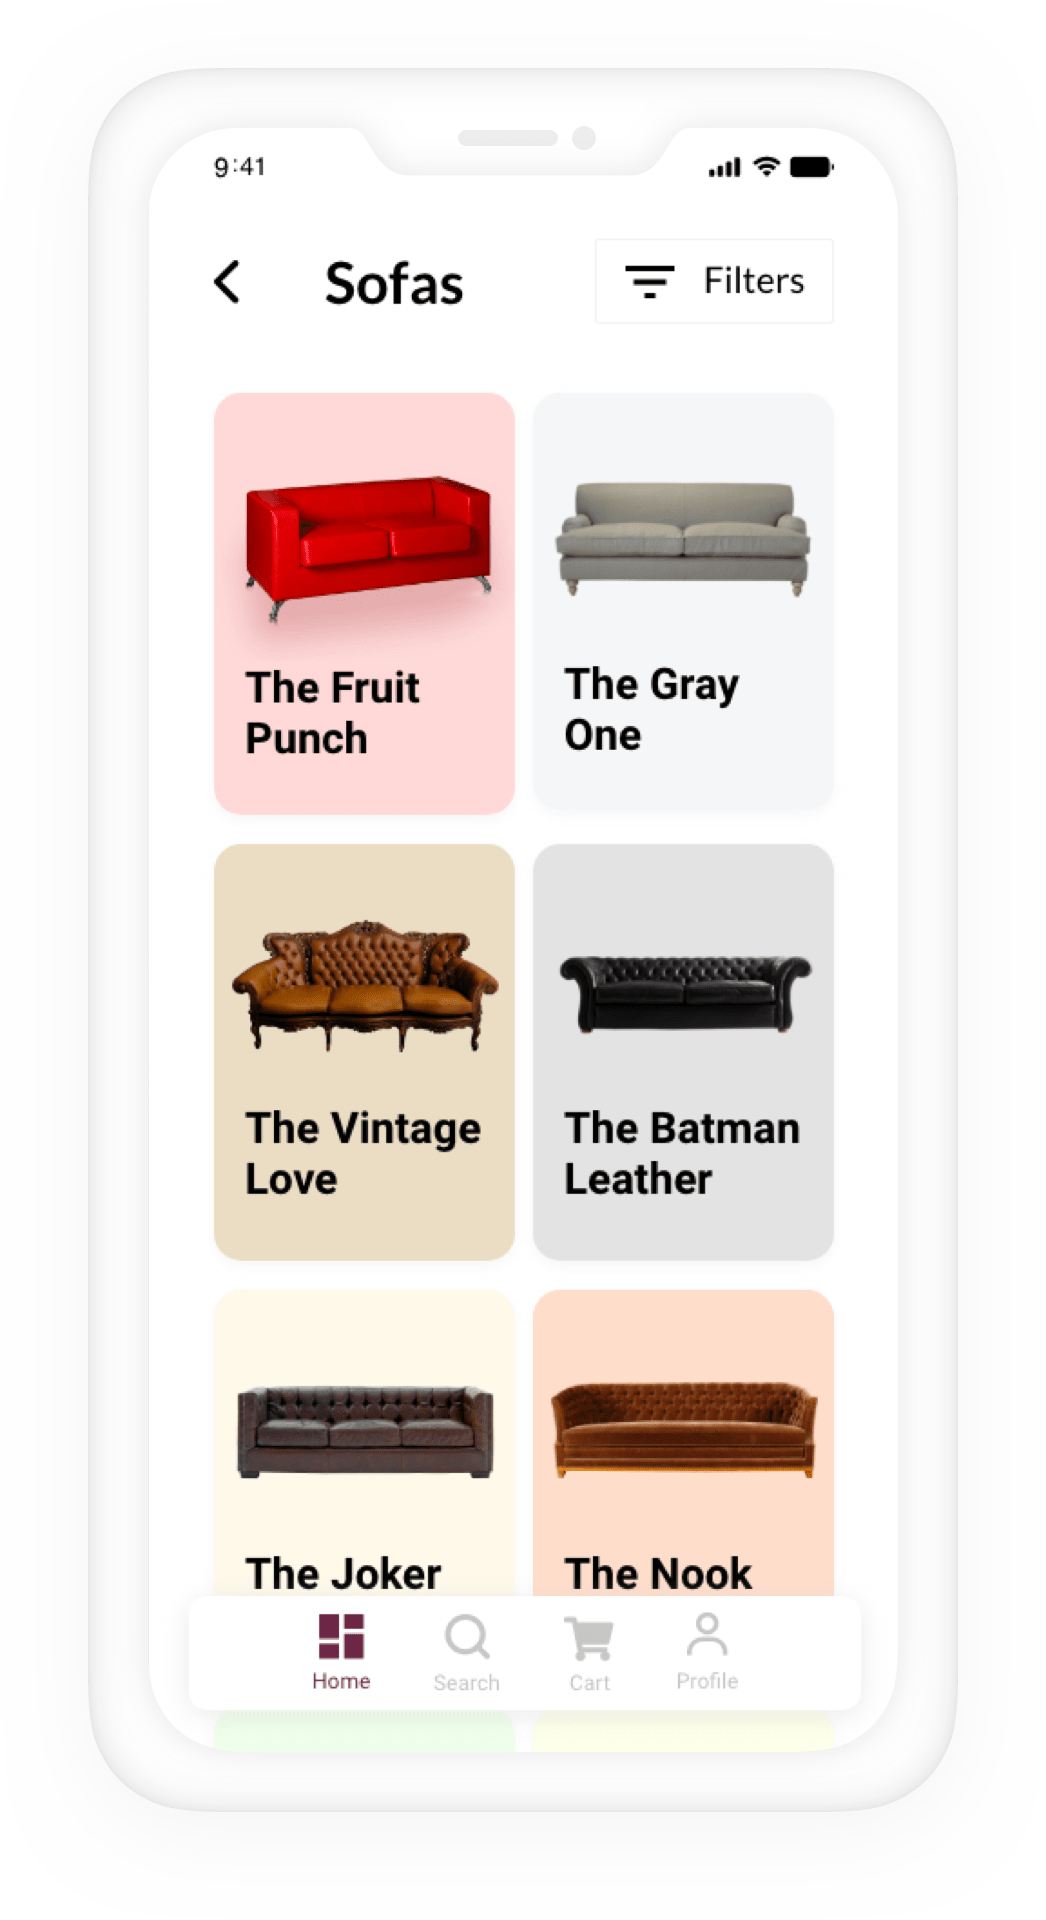 9:41
Sofas
Filters
The Fruit
Punch
The Gray
One
The Vintage
Love
The Batman
Leather
The Joker
The Nook
Home
Search
Cart
Profile